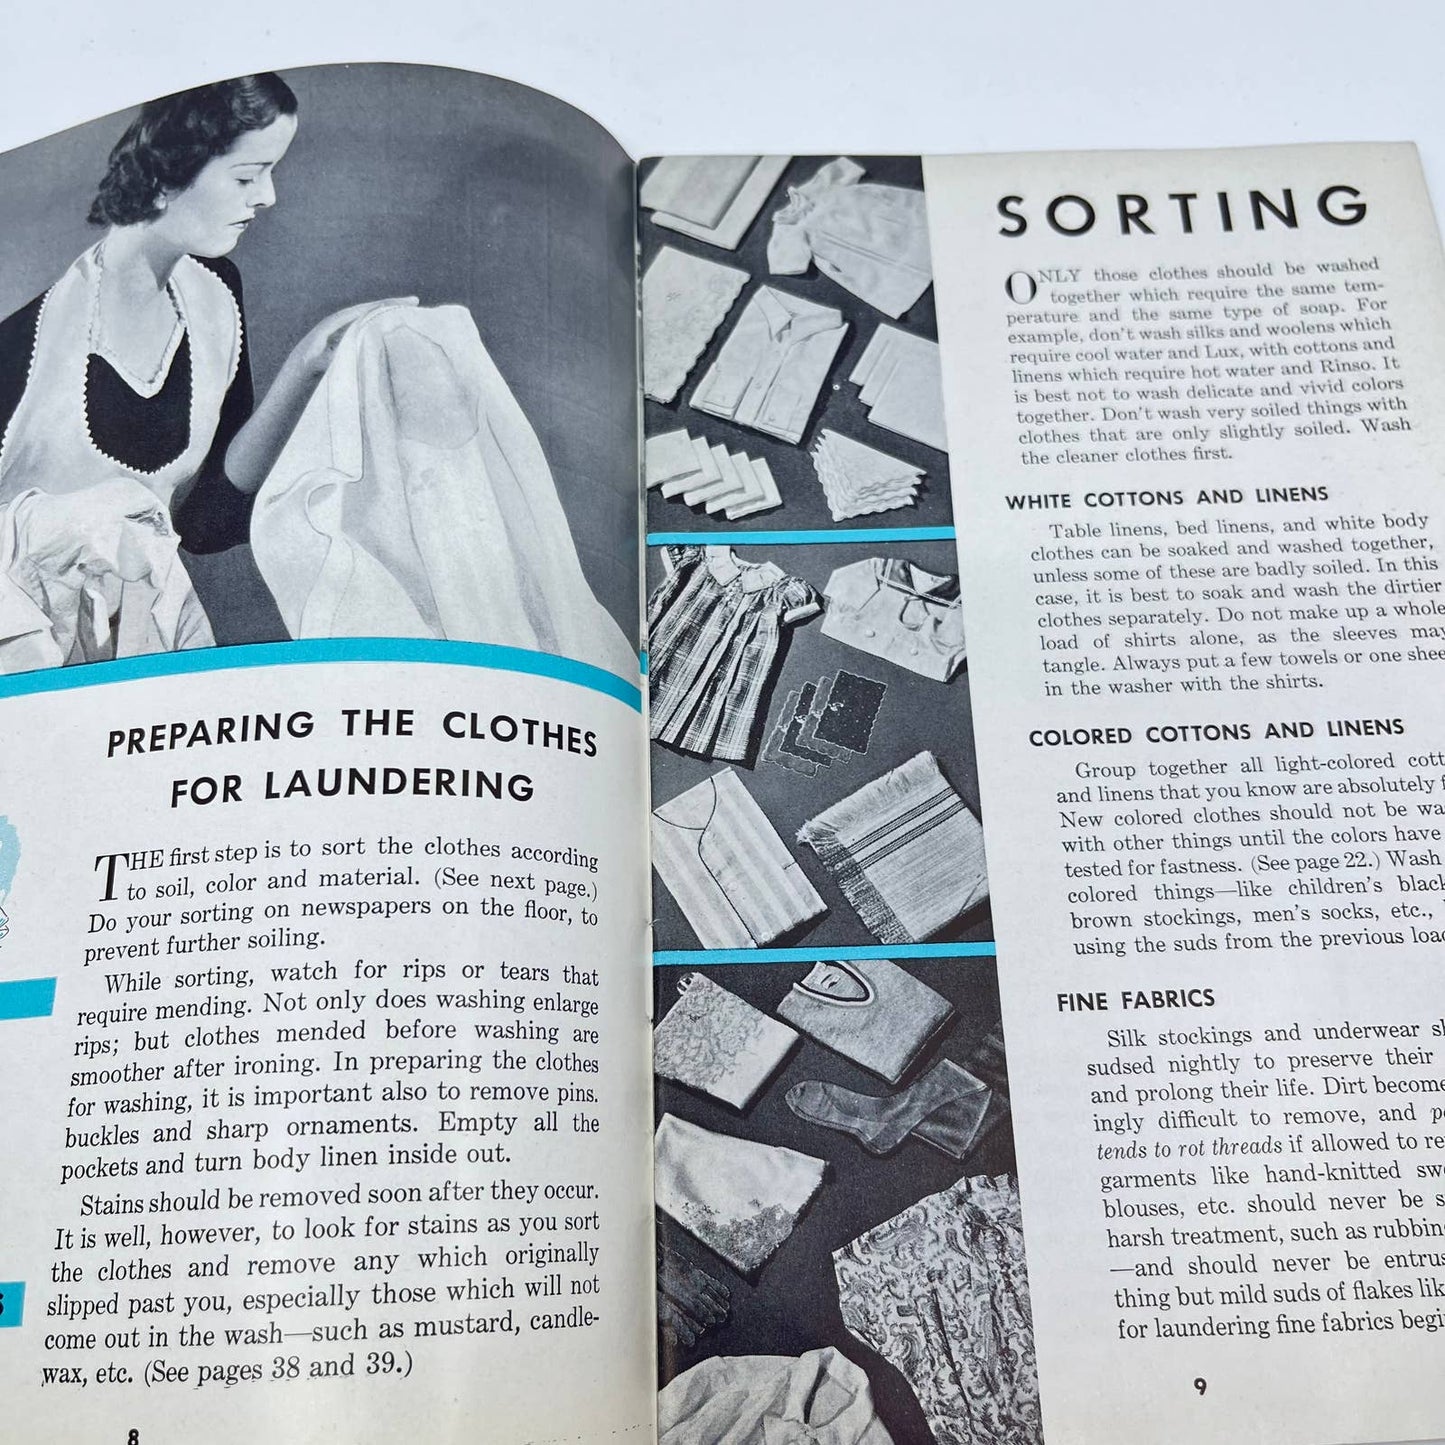 PREPARING THE CLOTHES
FOR LAUNDERING
THE first step is to sort the clothes according
to soil, color and material. (See next page.)
Do your sorting on newspapers on the floor, to
prevent further soiling.
While sorting, watch for rips or tears that
require mending. Not only does washing enlarge
rips; but clothes mended before washing are
smoother after ironing. In preparing the clothes
for washing, it is important also to remove pins.
buckles and sharp ornaments. Empty all the
pockets and turn body linen inside out.
Stains should be removed soon after they occur.
It is well, however, to look for stains as you sort
the clothes and remove any which originally
slipped past you, especially those which will not
come out in the wash—such as mustard, candle-
wax, etc. (See pages 38 and 39.)
8
SORTING
ONLY those clothes should be washed
together which require the same tem-
perature and the same type of soap. For
example, don't wash silks and woolens which
require cool water and Lux, with cottons and
linens which require hot water and Rinso. It
is best not to wash delicate and vivid colors
together. Don't wash very soiled things with
clothes that are only slightly soiled. Wash
the cleaner clothes first.
WHITE COTTONS AND LINENS
Table linens, bed linens, and white body
clothes can be soaked and washed together,
unless some of these are badly soiled. In this
case, it is best to soak and wash the dirtier
clothes separately. Do not make up a whole
load of shirts alone, as the sleeves may
tangle. Always put a few towels or one shee
in the washer with the shirts.
COLORED COTTONS AND LINENS
Group together all light-colored cott
and linens that you know are absolutely f
New colored clothes should not be wa
with other things until the colors have
tested for fastness. (See page 22.) Wash
colored things—like children's black
brown stockings, men's socks, etc.,
using the suds from the previous load
FINE FABRICS
Silk stockings and underwear sh
sudsed nightly to preserve their
and prolong their life. Dirt become
ingly difficult to remove, and pe
tends to rot threads if allowed to re
garments like hand-knitted swe
blouses, etc. should never be s
harsh treatment, such as rubbing
—and should never be entrus
thing but mild suds of flakes lik
for laundering fine fabrics begin
9